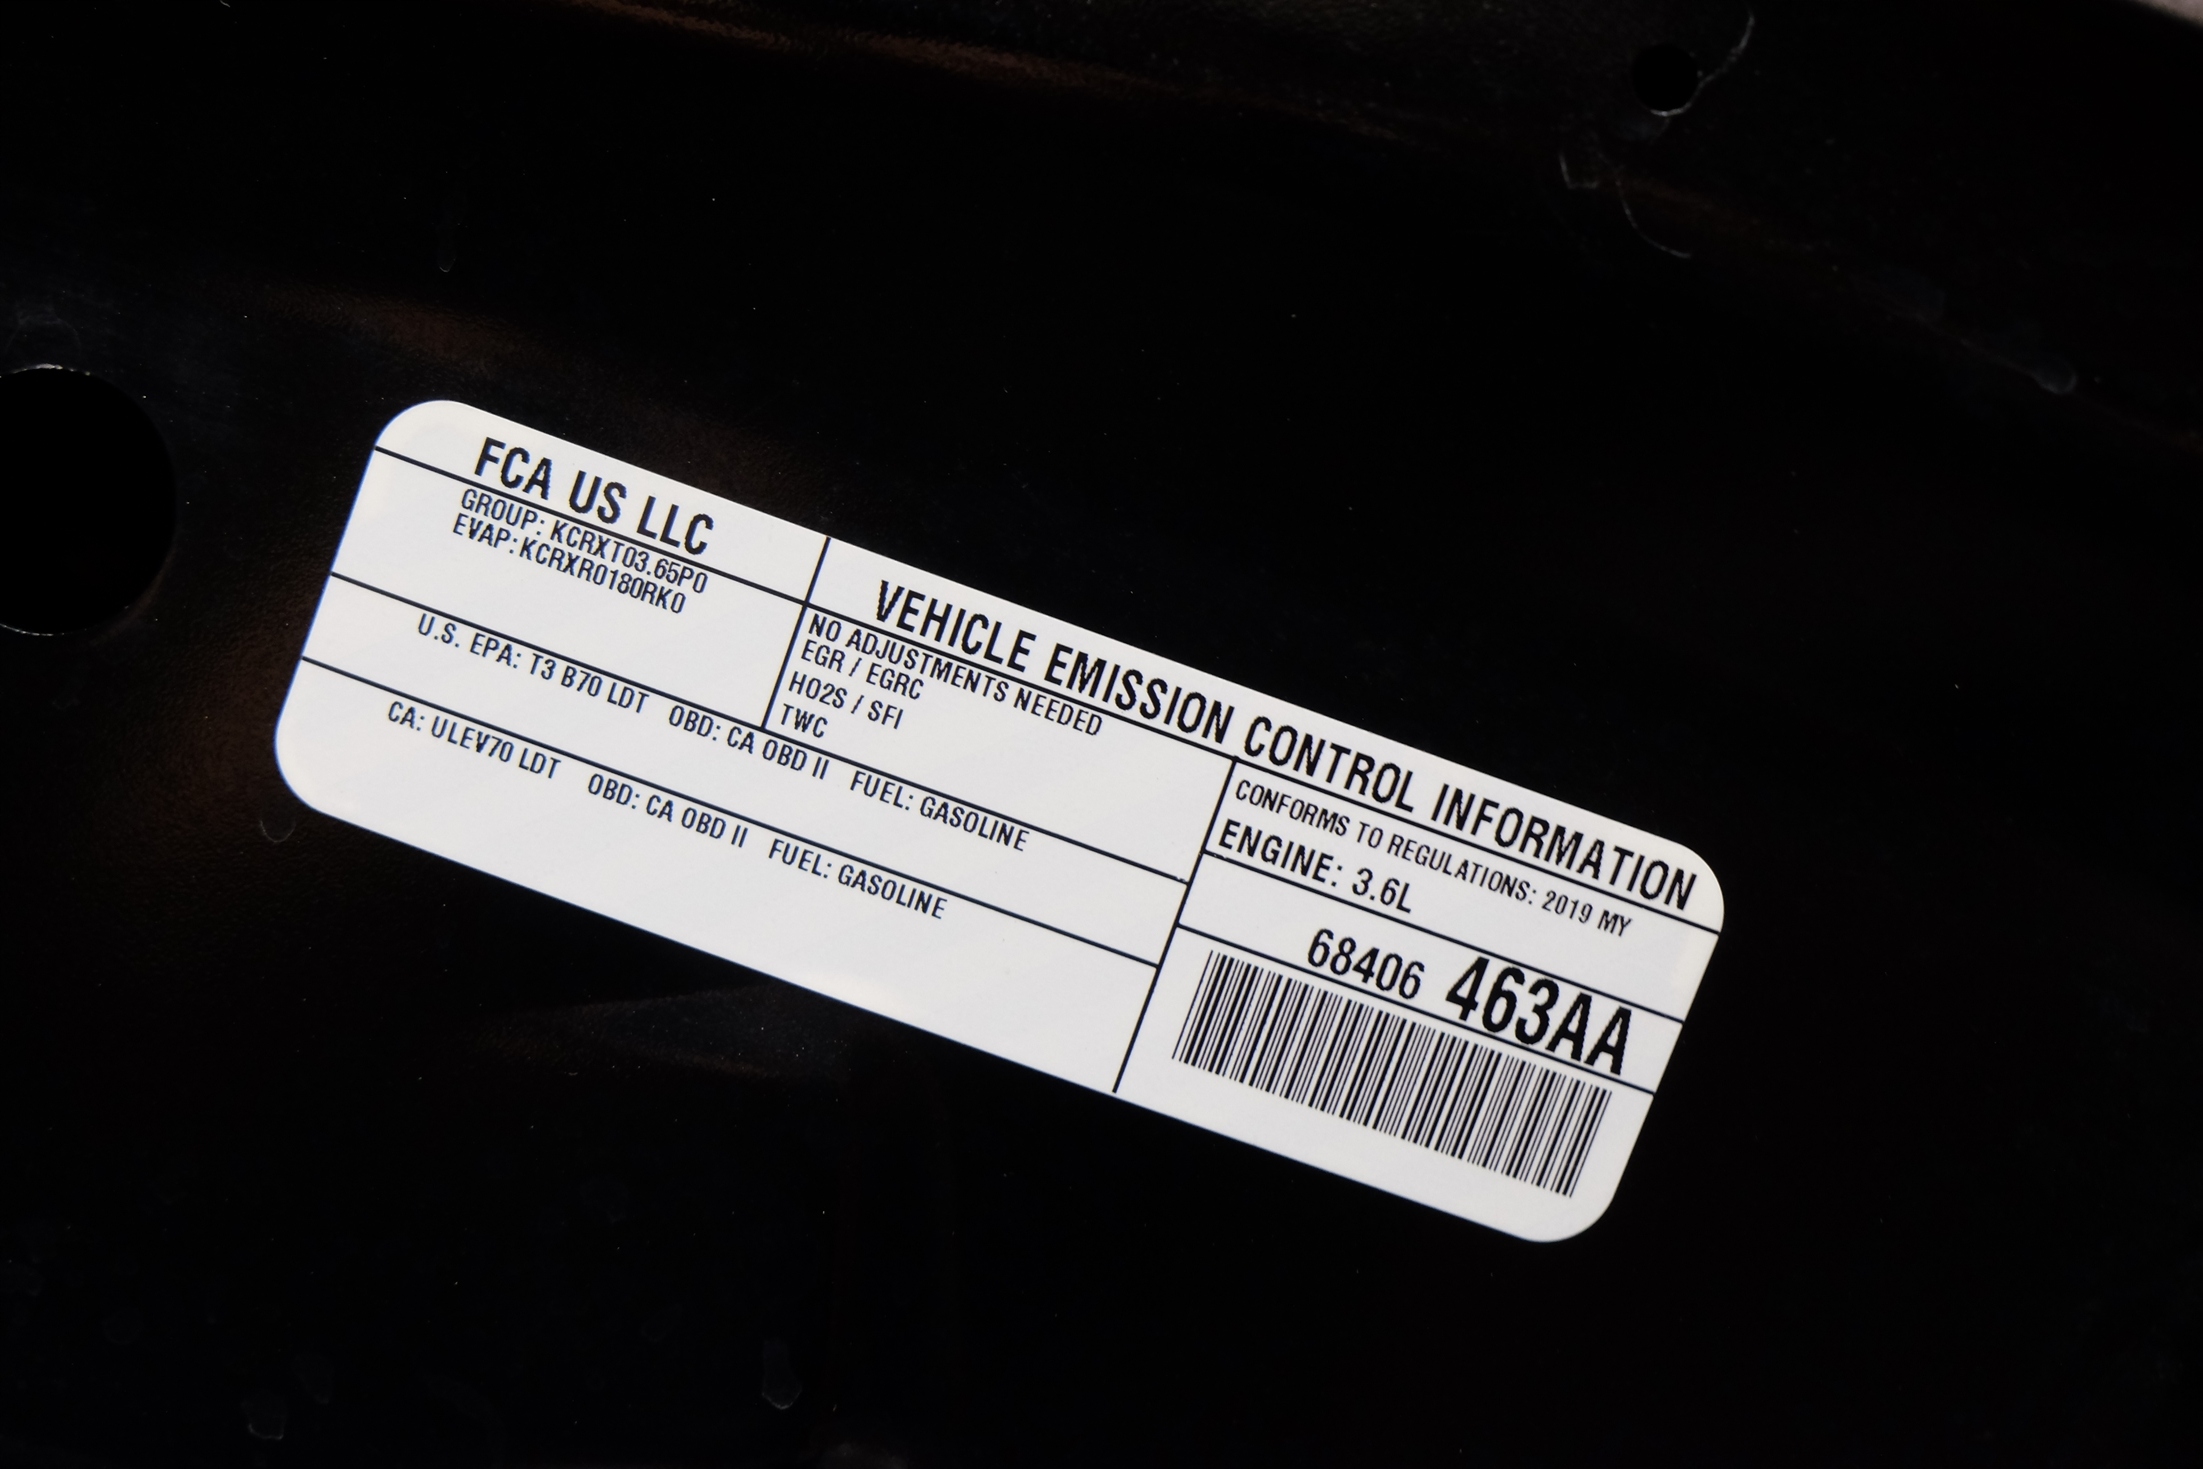 FCA US LLC
VEHICLE EMISSION CONTROL INFORMATION
GROUP: KCRXT03.65P0
EVAP: KCRXR0180RK0
NO ADJUSTMENTS NEEDED
EGR / EGRC
HO2S / SFI
TWC
CONFORMS TO REGULATIONS: 2019 MY
ENGINE: 3.6L
U.S. EPA: T3 B70 LDT OBD: CA OBD II FUEL: GASOLINE
CA: ULEV70 LDT OBD: CA OBD II FUEL: GASOLINE
68406 463AA